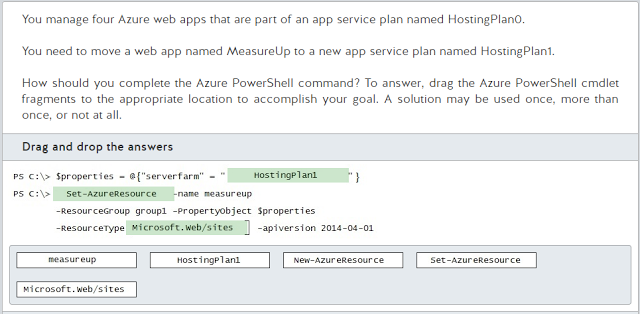 You manage four Azure web apps that are part of an app service plan named HostingPlan0.
You need to move a web app named MeasureUp to a new app service plan named HostingPlan1.
How should you complete the Azure PowerShell command? To answer, drag the Azure PowerShell cmdlet
fragments to the appropriate location to accomplish your goal. A solution may be used once, more than
once, or not at all.
Drag and drop the answers
PS C:\> $properties = @{"serverfarm" = " HostingPlan1 "}
PS C:\> Set-AzureResource -name measureup
-ResourceGroup group1 -PropertyObject $properties
-ResourceType Microsoft.Web/sites -apiversion 2014-04-01
measureup HostingPlan1 New-AzureResource Set-AzureResource
Microsoft.Web/sites